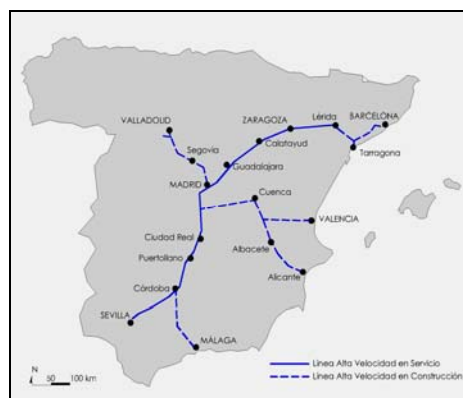 VALLADOLID
Segovia
MADRID
Guadalajara
ZARAGOZA
Calatayud
Lérida
BARCELONA
Tarragona
Cuenca
VALENCIA
Albacete
Alicante
Ciudad Real
Puertollano
Córdoba
SEVILLA
MÁLAGA
N
50 100 km
Línea Alta Velocidad en Servicio
Línea Alta Velocidad en Construcción